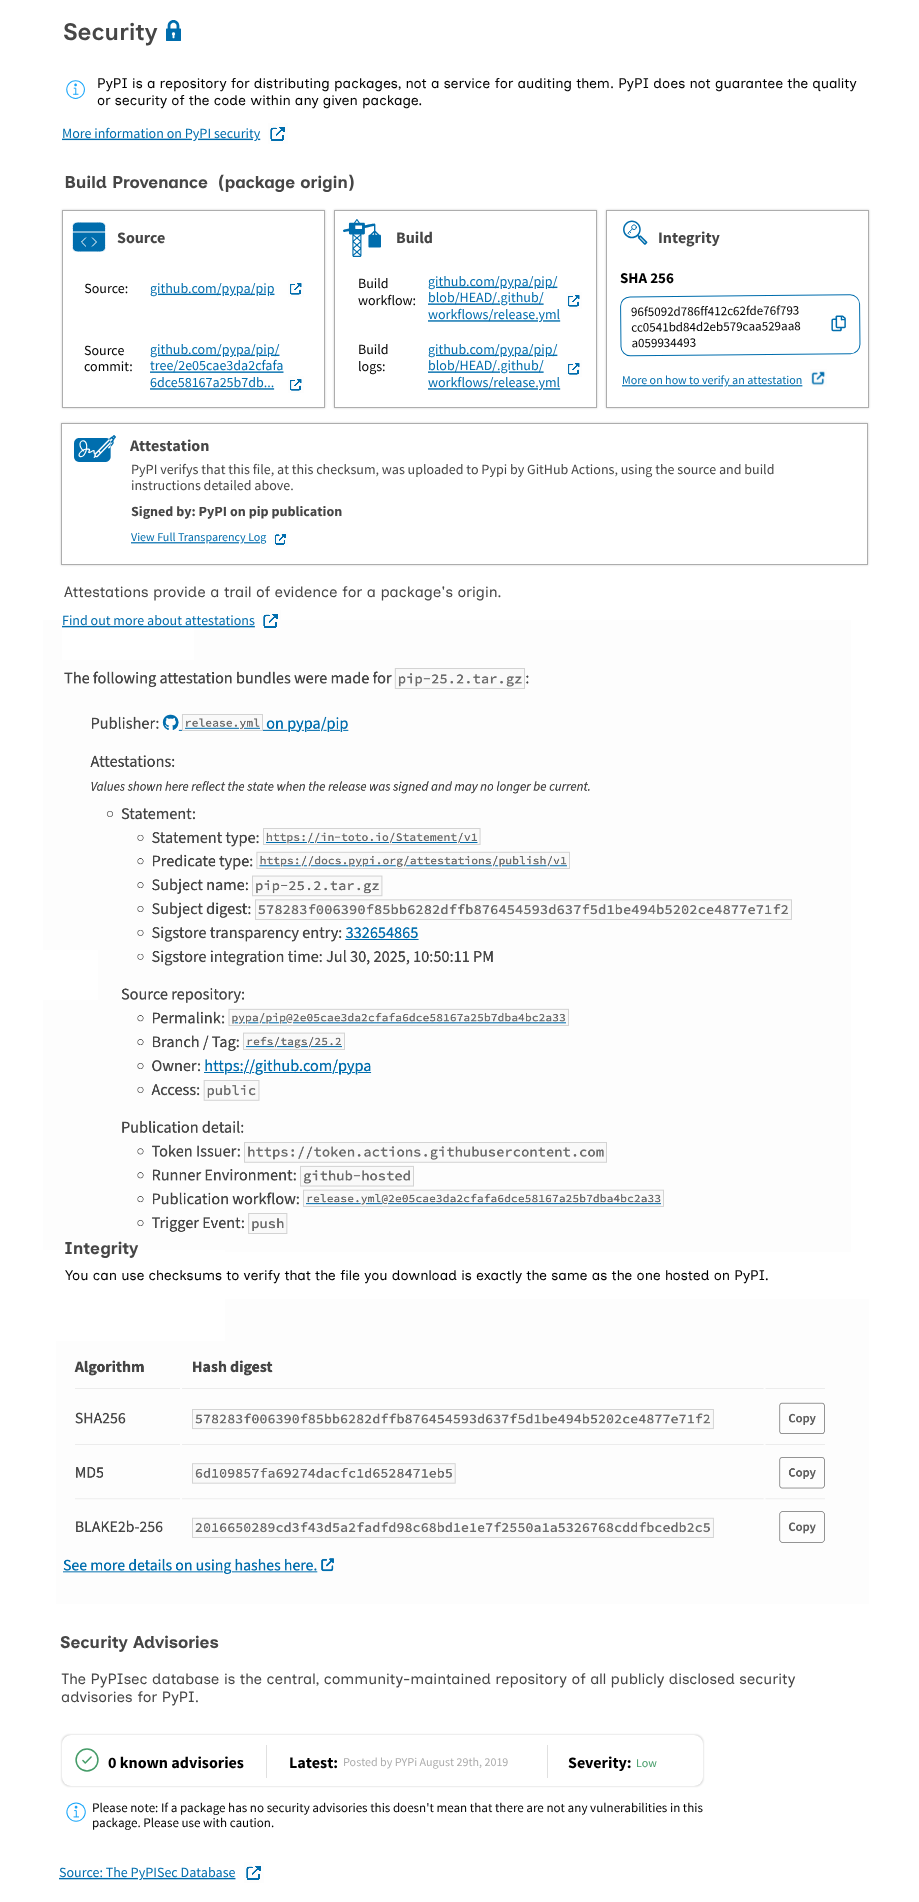 Security
PyPI is a repository for distributing packages, not a service for auditing them. PyPI does not guarantee the quality
or security of the code within any given package.
More information on PyPI security
Build Provenance (package origin)
Source
Source: github.com/pypa/pip
Source
commit:
github.com/pypa/pip/
tree/2e05cae3da2cfafa
6dce58167a25b7db...
Build
Build
workflow:
github.com/pypa/pip/
blob/HEAD/.github/
workflows/release.yml
Build
logs:
github.com/pypa/pip/
blob/HEAD/.github/
workflows/release.yml
Integrity
SHA 256
96f5092d786ff412c62fde76f793
cc0541bd84d2eb579caa529aa8
a059934493
More on how to verify an attestation
Attestation
PyPI verifys that this file, at this checksum, was uploaded to Pypi by GitHub Actions, using the source and build
instructions detailed above.
Signed by: PyPI on pip publication
View Full Transparency Log
Attestations provide a trail of evidence for a package's origin.
Find out more about attestations
The following attestation bundles were made for pip-25.2.tar.gz:
Publisher: release.yml on pypa/pip
Attestations:
Values shown here reflect the state when the release was signed and may no longer be current.
Statement:
Statement type: https://in-toto.io/Statement/v1
Predicate type: https://docs.pypi.org/attestations/publish/v1
Subject name: pip-25.2.tar.gz
Subject digest: 578283f006390f85bb6282dffb876454593d637f5d1be494b5202ce4877e71f2
Sigstore transparency entry: 332654865
Sigstore integration time: Jul 30, 2025, 10:50:11 PM
Source repository:
Permalink: pypa/pip@2e05cae3da2cfafa6dce58167a25b7dba4bc2a33
Branch / Tag: refs/tags/25.2
Owner: https://github.com/pypa
Access: public
Publication detail:
Token Issuer: https://token.actions.githubusercontent.com
Runner Environment: github-hosted
Publication workflow: release.yml@2e05cae3da2cfafa6dce58167a25b7dba4bc2a33
Trigger Event: push
Integrity
You can use checksums to verify that the file you download is exactly the same as the one hosted on PyPI.
Algorithm Hash digest
SHA256 578283f006390f85bb6282dffb876454593d637f5d1be494b5202ce4877e71f2 Copy
MD5 6d109857fa69274dacfc1d6528471eb5 Copy
BLAKE2b-256 2016650289cd3f43d5a2fadfd98c68bd1e1e7f2550a1a5326768cddfbcedb2c5 Copy
See more details on using hashes here.
Security Advisories
The PyPIsec database is the central, community-maintained repository of all publicly disclosed security
advisories for PyPI.
0 known advisories Latest: Posted by PYPi August 29th, 2019 Severity: Low
Please note: If a package has no security advisories this doesn't mean that there are not any vulnerabilities in this
package. Please use with caution.
Source: The PyPISec Database